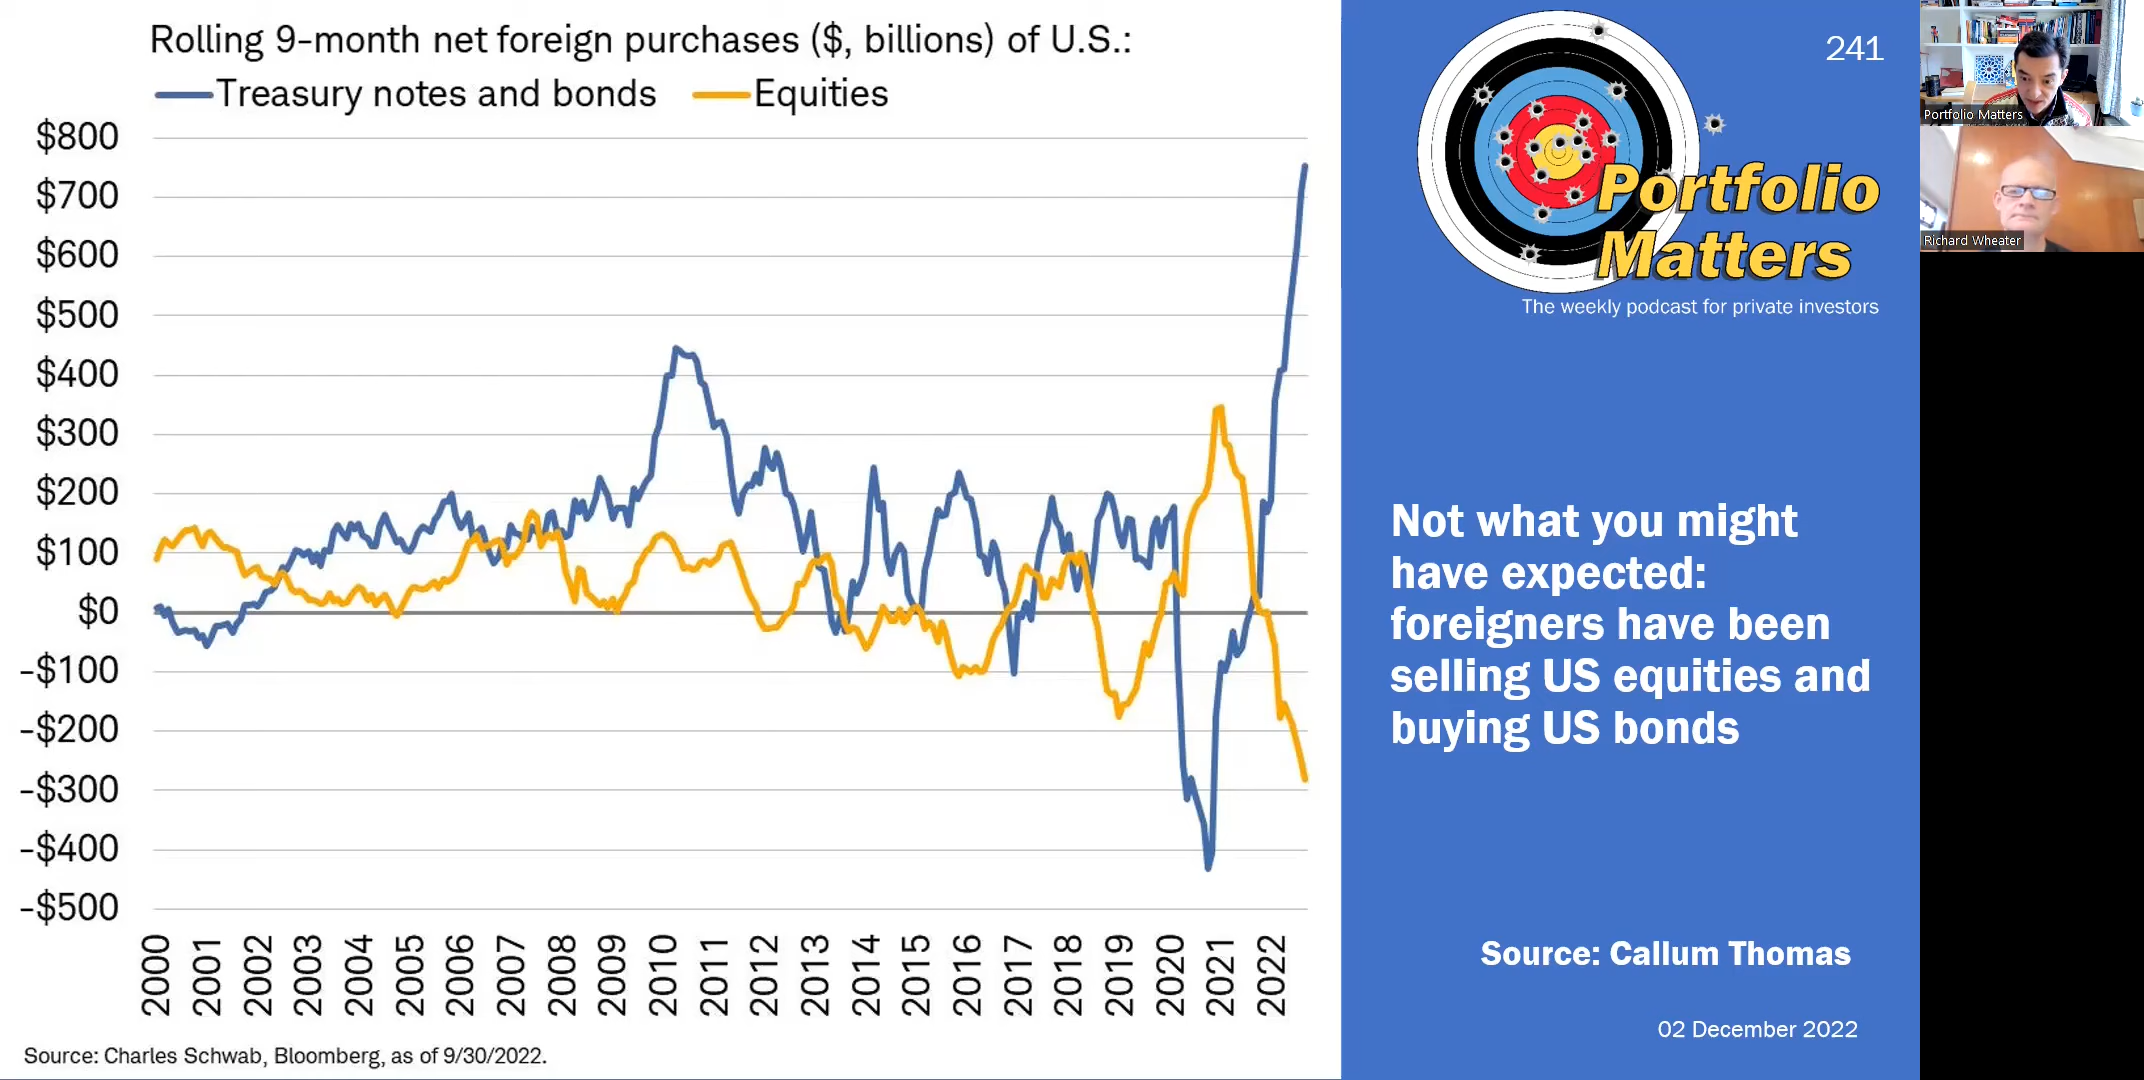 Rolling 9-month net foreign purchases ($, billions) of U.S.:
Treasury notes and bonds Equities
$800
$700
$600
$500
$400
$300
$200
$100
$0
-$100
-$200
-$300
-$400
-$500
2000 2001 2002 2003 2004 2005 2006 2007 2008 2009 2010 2011 2012 2013 2014 2015 2016 2017 2018 2019 2020 2021 2022
Source: Charles Schwab, Bloomberg, as of 9/30/2022.
241
Portfolio
Matters
The weekly podcast for private investors
Not what you might
have expected:
foreigners have been
selling US equities and
buying US bonds
Source: Callum Thomas
02 December 2022
Portfolio Matters
Richard Wheater